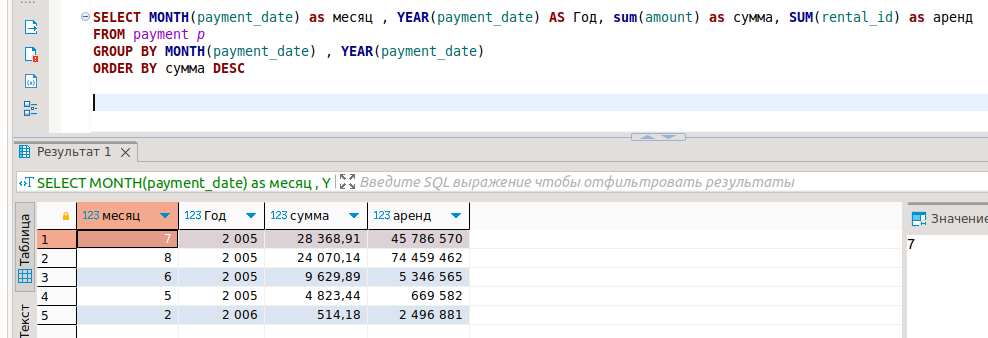 SELECT MONTH(payment_date) as месяц , YEAR(payment_date) AS Год, sum(amount) as сумма, SUM(rental_id) as аренд
FROM payment p
GROUP BY MONTH(payment_date) , YEAR(payment_date)
ORDER BY сумма DESC
Результат 1
SELECT MONTH(payment_date) as месяц , Y Введите SQL выражение чтобы отфильтровать результаты
Таблица
Текст
123 месяц 123 Год 123 сумма 123 аренд
1 7 2 005 28 368,91 45 786 570
2 8 2 005 24 070,14 74 459 462
3 6 2 005 9 629,89 5 346 565
4 5 2 005 4 823,44 669 582
5 2 2 006 514,18 2 496 881
Значение
7